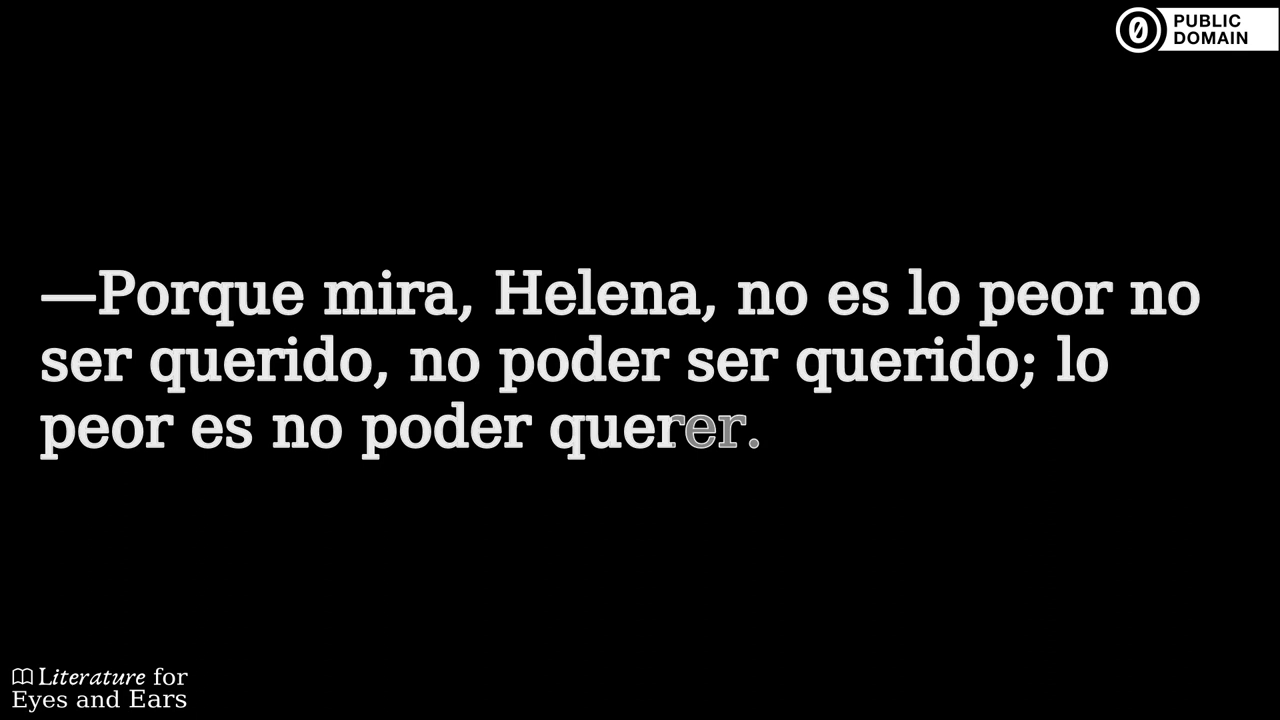 PUBLIC
DOMAIN
—Porque mira, Helena, no es lo peor no
ser querido, no poder ser querido; lo
peor es no poder querer.
Literature for
Eyes and Ears